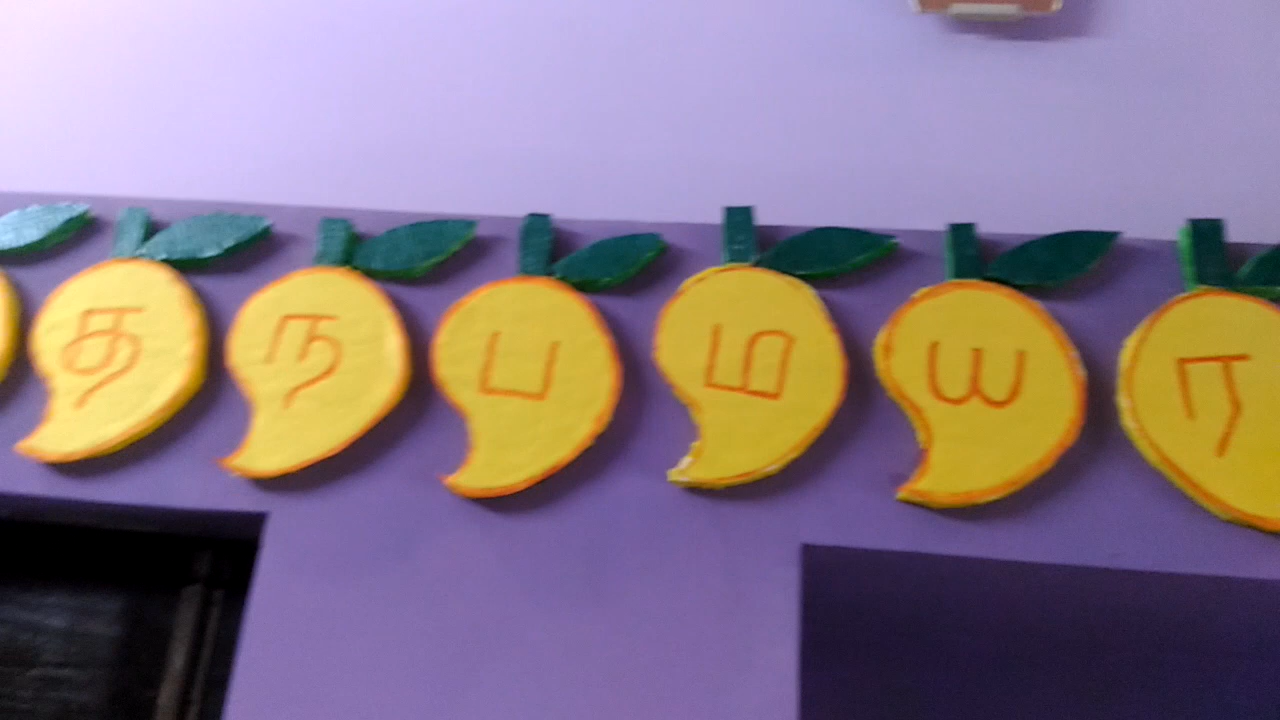 த ந ப ம ய ர